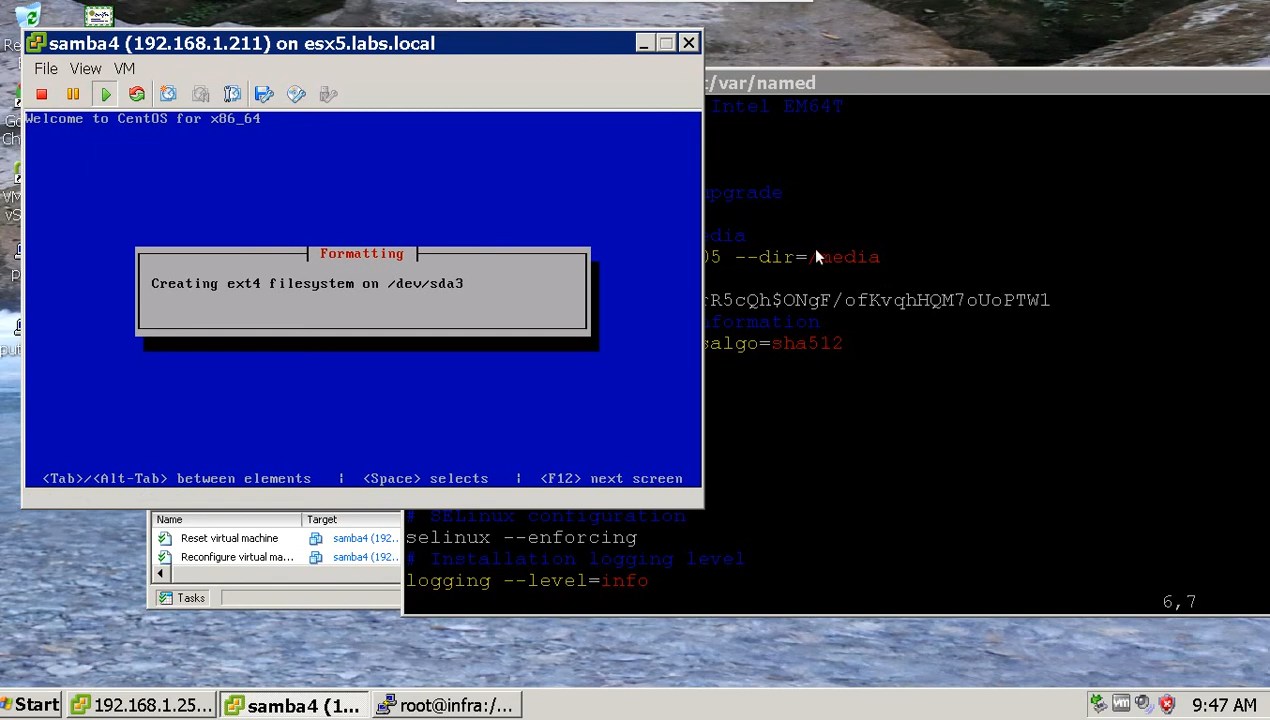 samba4 (192.168.1.211) on esx5.labs.local
File View VM
Welcome to CentOS for x86_64
Formatting
Creating ext4 filesystem on /dev/sda3
<Tab>/<Alt-Tab> between elements | <Space> selects | <F12> next screen
/var/named
Intel EM64T
upgrade
dia
05 --dir=/media
rR5cQh$ONgF/ofKvqhHQM7oUoPTW1
nformation
salgo=sha512
# SELinux configuration
selinux --enforcing
# Installation logging level
logging --level=info
6,7
Name Target
Reset virtual machine samba4 (192..
Reconfigure virtual ma... samba4 (192..
Tasks
Start
192.168.1.25...
samba4 (1...
root@infra:/...
9:47 AM